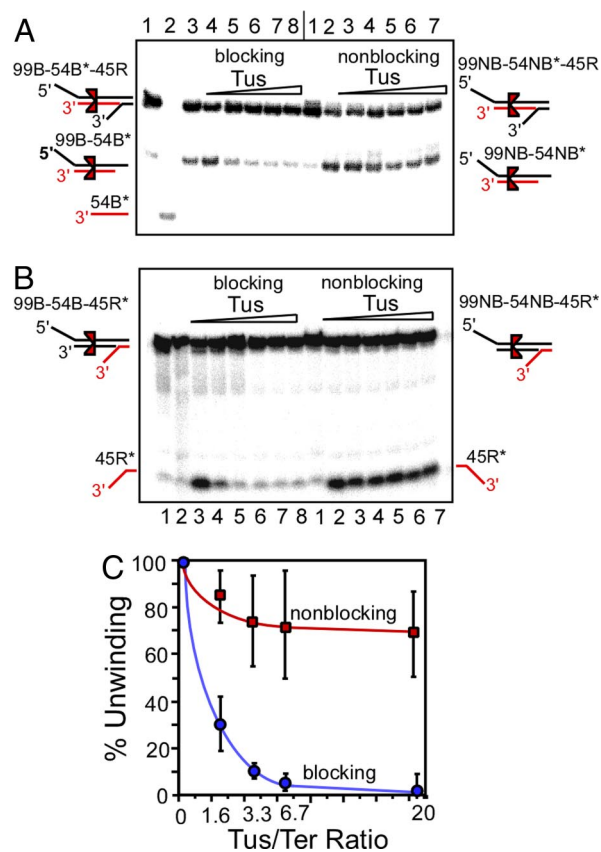 A
1 2 3 4 5 6 7 8 1 2 3 4 5 6 7
blocking
Tus
nonblocking
Tus
99B-54B*-45R
5'
3'
3'
99B-54B*
5'
3'
54B*
3'
99NB-54NB*-45R
5'
3'
3'
99NB-54NB*
5'
3'
B
blocking
Tus
nonblocking
Tus
99B-54B-45R*
5'
3'
3'
45R*
3'
99NB-54NB-45R*
5'
3'
3'
45R*
3'
1 2 3 4 5 6 7 8 1 2 3 4 5 6 7
C
% Unwinding
100
80
60
40
20
0
nonblocking
blocking
0 1.6 3.3 6.7 20
Tus/Ter Ratio